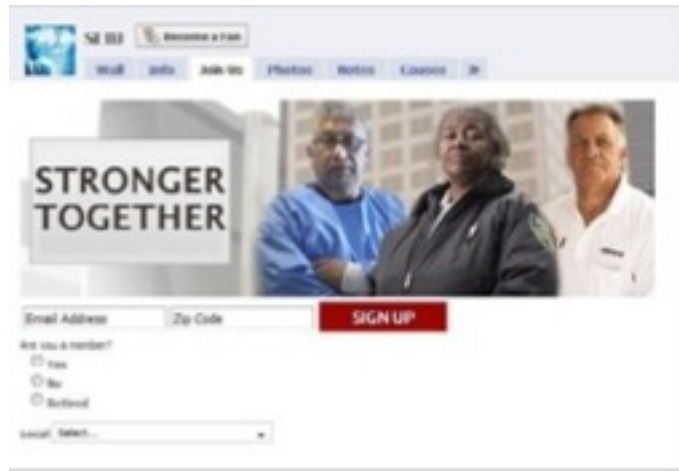 SEIU Become a Fan
Wall Info Join Us Photos Notes Causes »
STRONGER
TOGETHER
Email Address Zip Code SIGN UP
Are you a member?
Yes
No
Retired
Local Select...